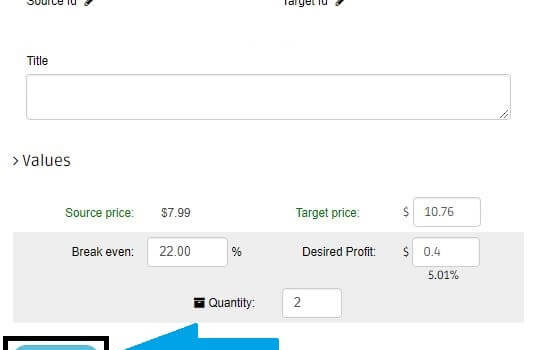 Source Id Target Id
Title
> Values
Source price: $7.99 Target price: $ 10.76
Break even: 22.00 % Desired Profit: $ 0.4
5.01%
Quantity: 2